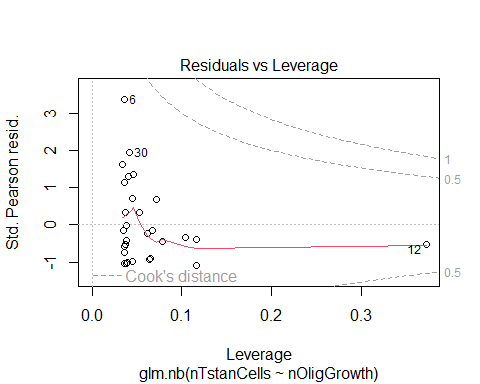 Residuals vs Leverage
Std. Pearson resid.
3
2
1
0
-1
6
30
12
1
0.5
0.5
Cook's distance
0.0 0.1 0.2 0.3
Leverage
glm.nb(nTstanCells ~ nOligGrowth)